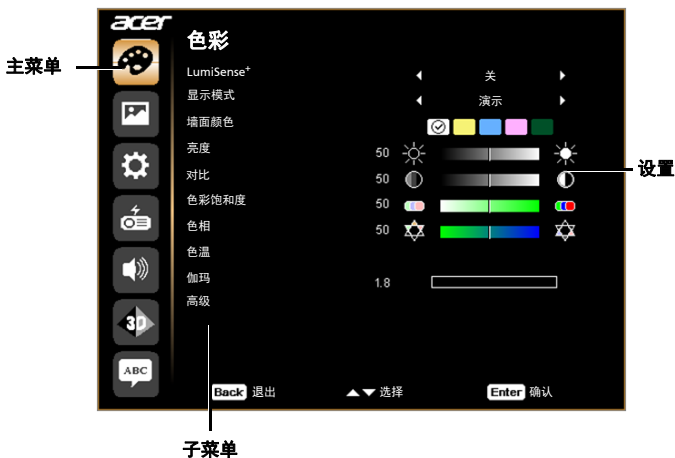 acer
色彩
主菜单
LumiSense+
关
显示模式
演示
墙面颜色
亮度
50
对比
50
设置
色彩饱和度
50
色相
50
色温
伽玛
1.8
高级
3D
ABC
Back 退出
选择
Enter 确认
子菜单